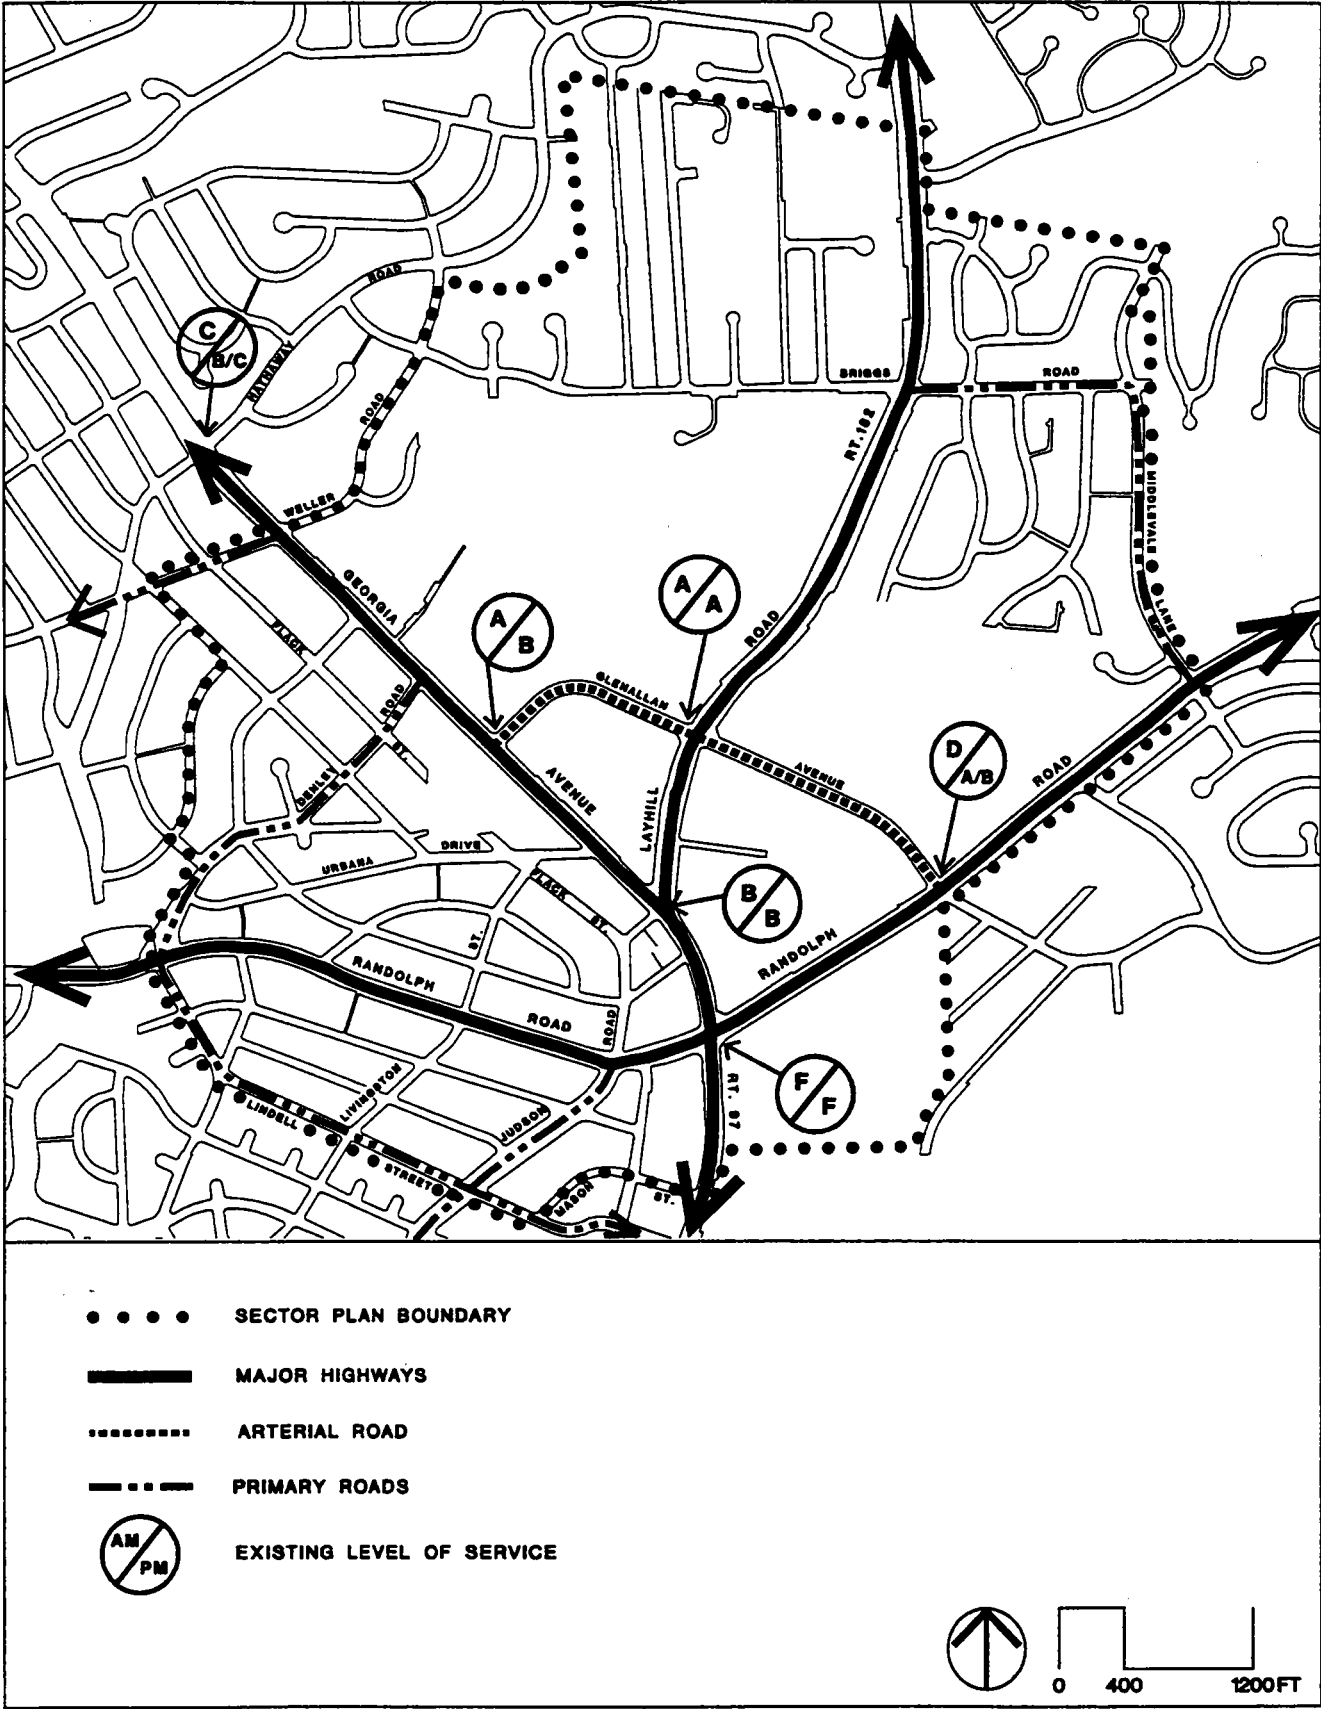 ROAD
C
B/C
HATHAWAY
ROAD
BRIGGS
ROAD
RT. 182
WELLER
MIDDLEVALE
LANE
GEORGIA
FLACK
ST.
A
B
A
A
ROAD
GLENALLAN
AVENUE
ROAD
DENLEY
AVENUE
LAYHILL
D
A/B
ROAD
URBANA
DRIVE
FLACK
ST.
ST.
B
B
RANDOLPH
RANDOLPH
ROAD
ROAD
F
F
RT. 97
LINDELL
LIVINGSTON
JUDSON
STREET
MASON
ST.
SECTOR PLAN BOUNDARY
MAJOR HIGHWAYS
ARTERIAL ROAD
PRIMARY ROADS
AM
PM
EXISTING LEVEL OF SERVICE
0 400 1200FT